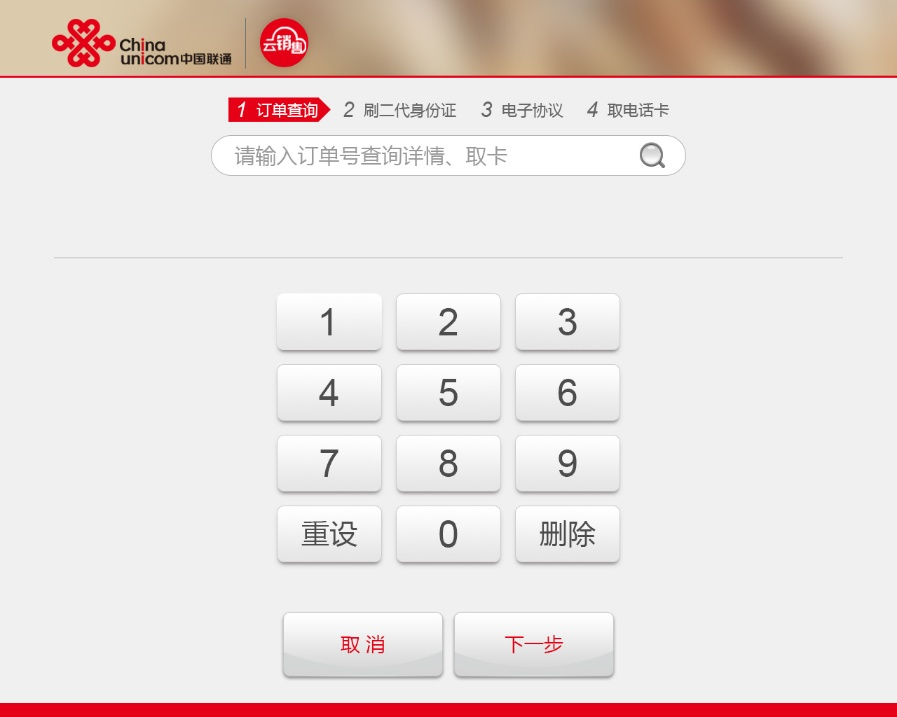 China
unicom中国联通
云销售
1 订单查询 2 刷二代身份证 3 电子协议 4 取电话卡
请输入订单号查询详情、取卡
1 2 3
4 5 6
7 8 9
重设 0 删除
取消 下一步